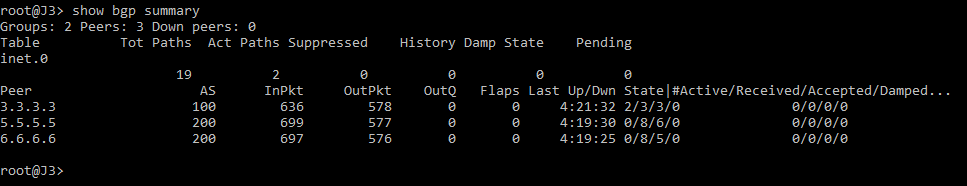 root@J3> show bgp summary
Groups: 2 Peers: 3 Down peers: 0
Table Tot Paths Act Paths Suppressed History Damp State Pending
inet.0
19 2 0 0 0 0
Peer AS InPkt OutPkt OutQ Flaps Last Up/Dwn State|#Active/Received/Accepted/Damped...
3.3.3.3 100 636 578 0 0 4:21:32 2/3/3/0 0/0/0/0
5.5.5.5 200 699 577 0 0 4:19:30 0/8/6/0 0/0/0/0
6.6.6.6 200 697 576 0 0 4:19:25 0/8/5/0 0/0/0/0
root@J3>